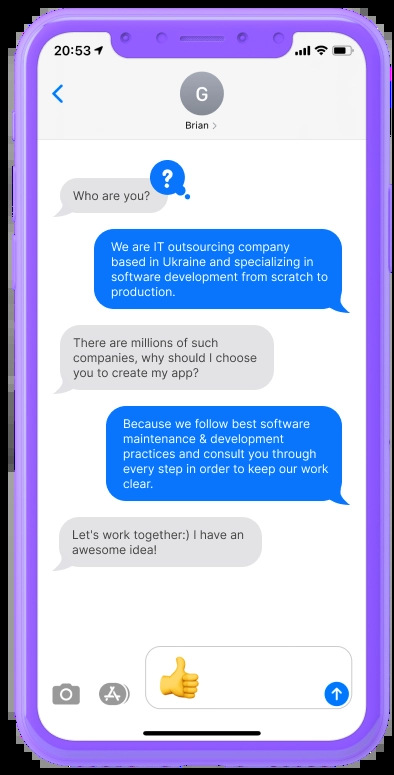 20:53
G
Brian
?
Who are you?
We are IT outsourcing company
based in Ukraine and specializing in
software development from scratch to
production.
There are millions of such
companies, why should I choose
you to create my app?
Because we follow best software
maintenance & development
practices and consult you through
every step in order to keep our work
clear.
Let's work together:) I have an
awesome idea!